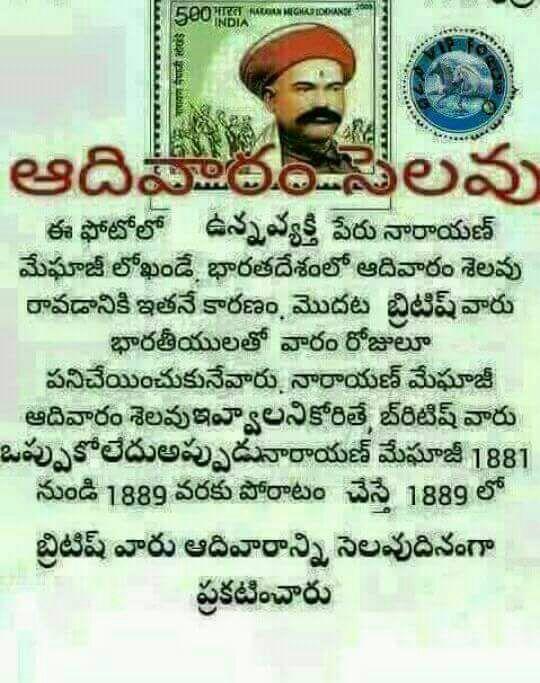 500 भारत INDIA
NARAYAN MEGHAJI LOKHANDE 2005
ఆదివారం సెలవు
ఈ ఫోటోలో ఉన్నవ్యక్తి పేరు నారాయణ్
మేఘాజీ లోఖండే. భారతదేశంలో ఆదివారం శెలవు
రావడానికి ఇతనే కారణం. మొదట బ్రిటిష్ వారు
భారతీయులతో వారం రోజులూ
పనిచేయించుకునేవారు. నారాయణ్ మేఘాజీ
ఆదివారం శెలవుఇవ్వాలనికోరితే, బ్‌రిటిష్ వారు
ఒప్పుకోలేదుఅప్పుడునారాయణ్ మేఘాజీ 1881
నుండి 1889 వరకు పోరాటం చేస్తే 1889 లో
బ్రిటిష్ వారు ఆదివారాన్ని సెలవుదినంగా
ప్రకటించారు